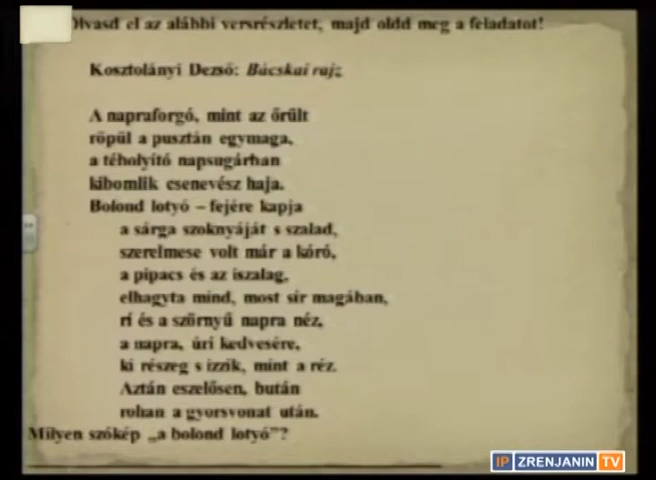 Olvasd el az alábbi versrészletet, majd oldd meg a feladatot!
Kosztolányi Dezső: Bácskai rajz
A napraforgó, mint az őrült
röpül a pusztán egymaga,
a tébolyító napsugárban
kibomlik csenevész haja.
Bolond lotyó – fejére kapja
a sárga szoknyáját s szalad,
szerelmese volt már a kóró,
a pipacs és az iszalag,
elhagyta mind, most sír magában,
rí és a szörnyű napra néz,
a napra, úri kedvesére,
ki részeg s izzik, mint a réz.
Aztán eszelősen, bután
rohan a gyorsvonat után.
Milyen szókép „a bolond lotyó”?
IP ZRENJANIN TV